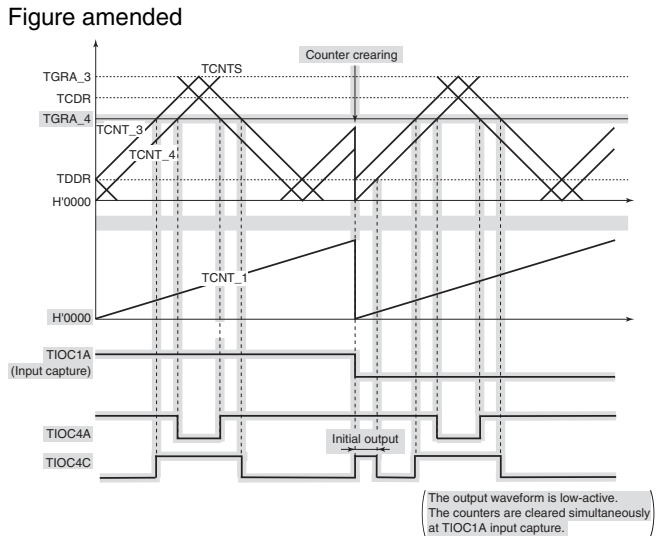 Figure amended
Counter crearing
TGRA_3
TCNTS
TCDR
TGRA_4
TCNT_3
TCNT_4
TDDR
H'0000
TCNT_1
H'0000
TIOC1A
(Input capture)
TIOC4A
Initial output
TIOC4C
The output waveform is low-active.
The counters are cleared simultaneously
at TIOC1A input capture.